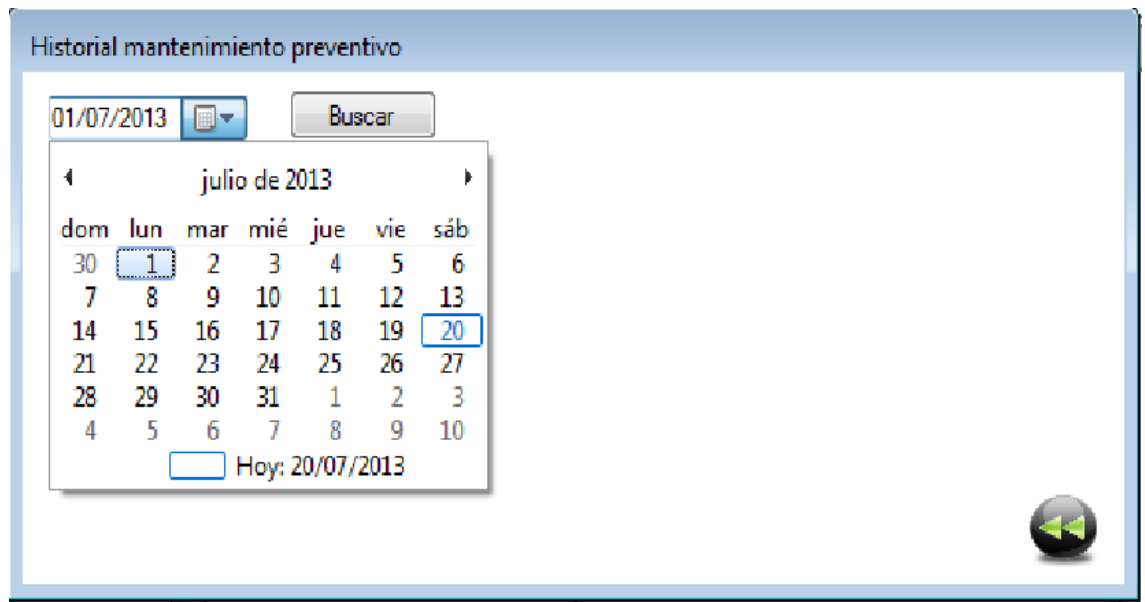 Historial mantenimiento preventivo
01/07/2013 Buscar
julio de 2013
dom lun mar mié jue vie sáb
30 1 2 3 4 5 6
7 8 9 10 11 12 13
14 15 16 17 18 19 20
21 22 23 24 25 26 27
28 29 30 31 1 2 3
4 5 6 7 8 9 10
Hoy: 20/07/2013